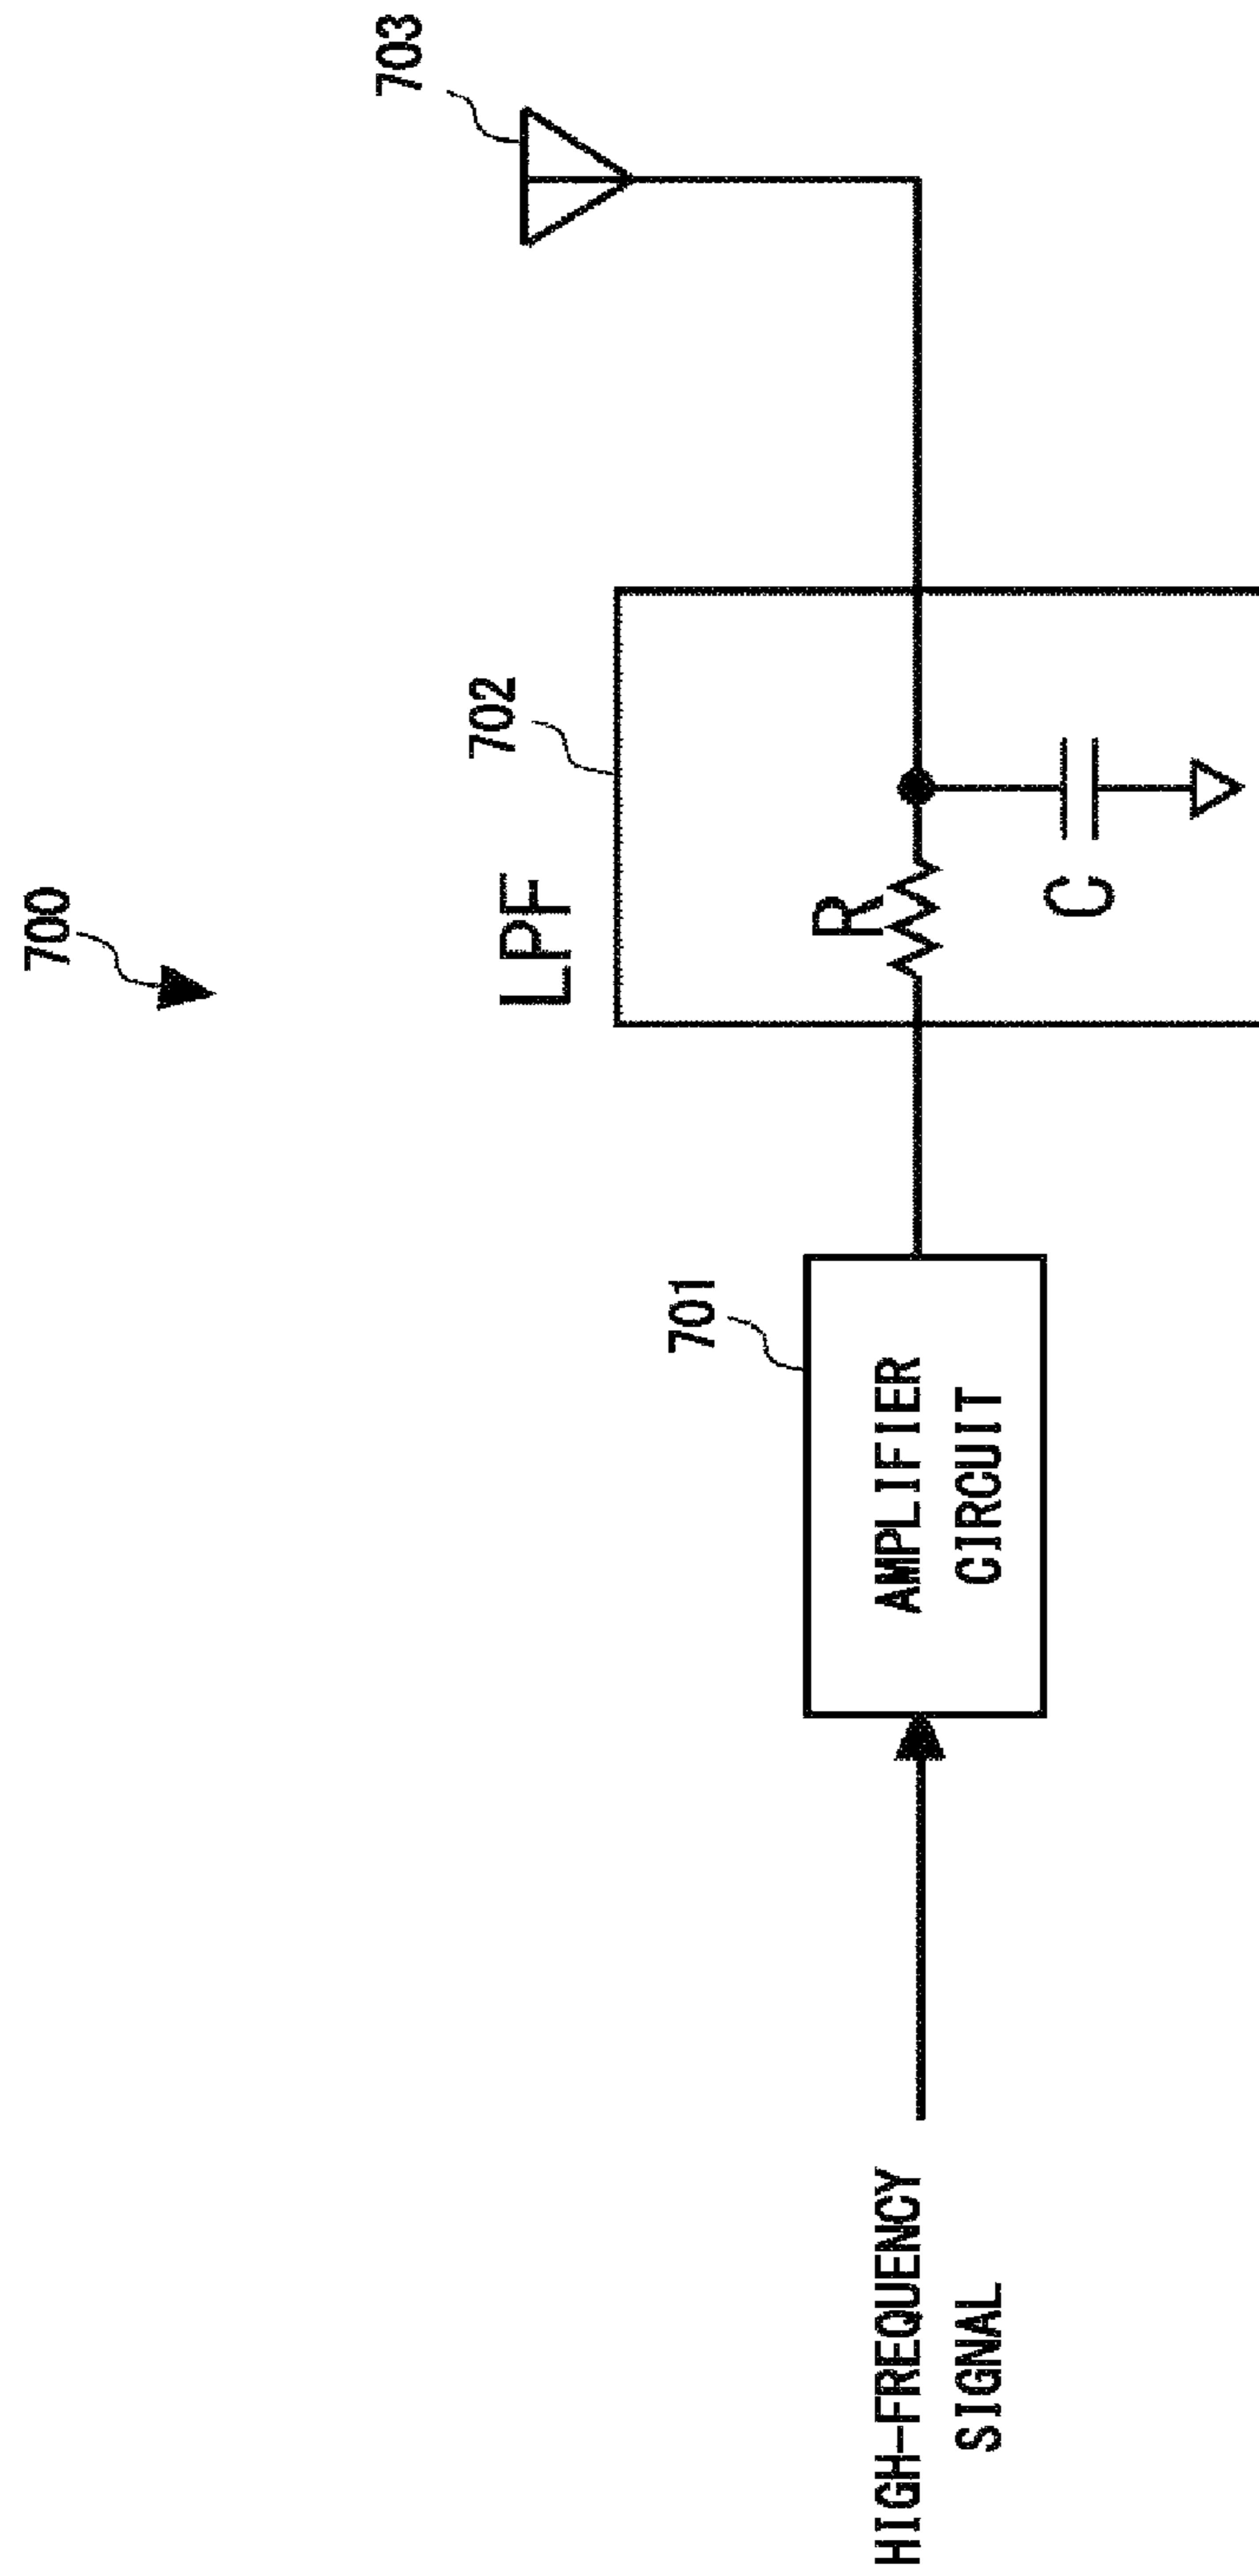 700
703
702
LPF
R
C
701
AMPLIFIER
CIRCUIT
HIGH-FREQUENCY
SIGNAL